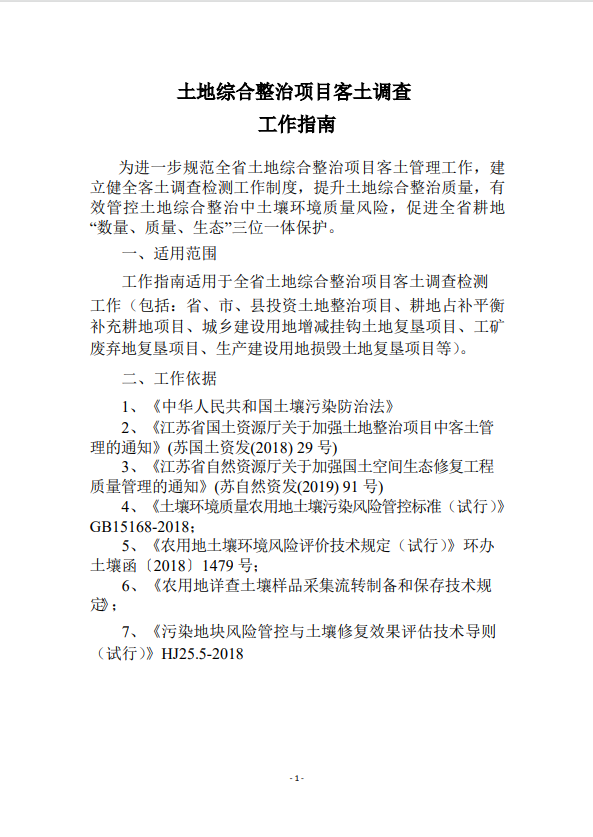 土地综合整治项目客土调查
工作指南
为进一步规范全省土地综合整治项目客土管理工作，建
立健全客土调查检测工作制度，提升土地综合整治质量，有
效管控土地综合整治中土壤环境质量风险，促进全省耕地
“数量、质量、生态”三位一体保护。
一、适用范围
工作指南适用于全省土地综合整治项目客土调查检测
工作（包括：省、市、县投资土地整治项目、耕地占补平衡
补充耕地项目、城乡建设用地增减挂钩土地复垦项目、工矿
废弃地复垦项目、生产建设用地损毁土地复垦项目等）。
二、工作依据
1、《中华人民共和国土壤污染防治法》
2、《江苏省国土资源厅关于加强土地整治项目中客土管
理的通知》(苏国土资发(2018) 29 号)
3、《江苏省自然资源厅关于加强国土空间生态修复工程
质量管理的通知》(苏自然资发(2019) 91 号)
4、《土壤环境质量农用地土壤污染风险管控标准（试行）》
GB15168-2018；
5、《农用地土壤环境风险评价技术规定（试行）》环办
土壤函〔2018〕1479 号；
6、《农用地详查土壤样品采集流转制备和保存技术规
定》；
7、《污染地块风险管控与土壤修复效果评估技术导则
（试行）》HJ25.5-2018
- 1 -